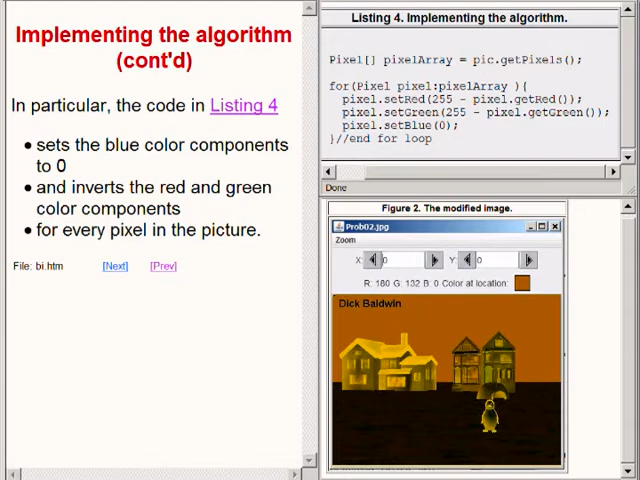 Implementing the algorithm
(cont'd)
In particular, the code in Listing 4
• sets the blue color components
to 0
• and inverts the red and green
color components
• for every pixel in the picture.
File: bi.htm [Next] [Prev]
Listing 4. Implementing the algorithm.
Pixel[] pixelArray = pic.getPixels();
for(Pixel pixel:pixelArray ){
pixel.setRed(255 - pixel.getRed());
pixel.setGreen(255 - pixel.getGreen());
pixel.setBlue(0);
}//end for loop
Done
Figure 2. The modified image.
Prob02.jpg
Zoom
X: 0 Y: 0
R: 180 G: 132 B: 0 Color at location:
Dick Baldwin